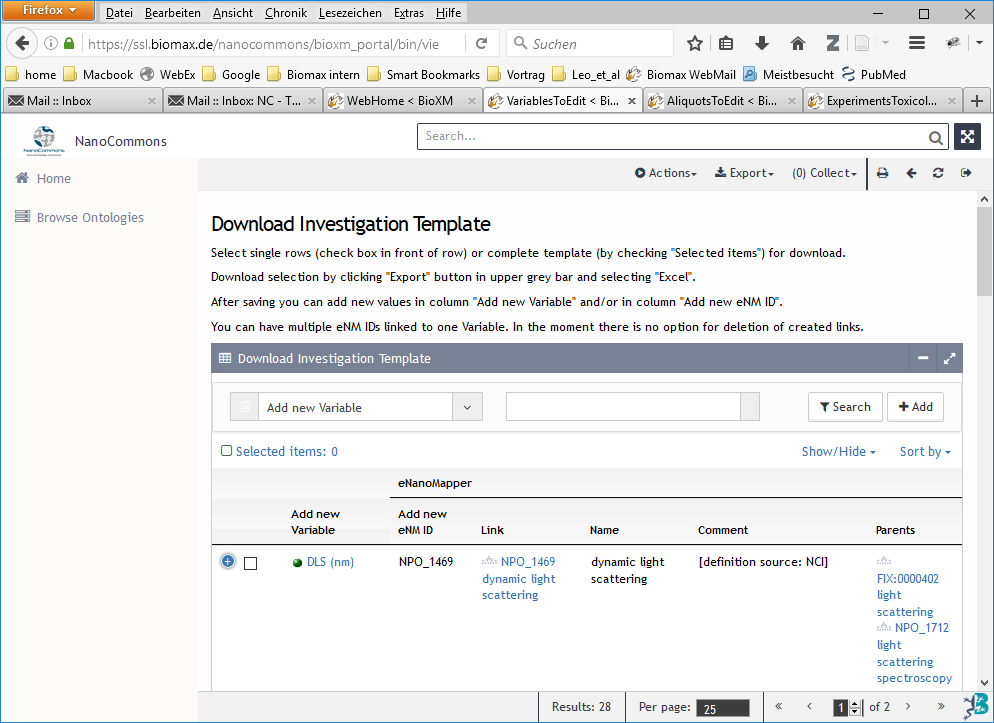 Firefox
Datei Bearbeiten Ansicht Chronik Lesezeichen Extras Hilfe
https://ssl.biomax.de/nanocommons/bioxm_portal/bin/vie
Suchen
home Macbook WebEx Google Biomax intern Smart Bookmarks Vortrag Leo_et_al Biomax WebMail Meistbesucht PubMed
Mail :: Inbox
Mail :: Inbox: NC - T...
WebHome < BioXM
VariablesToEdit < Bi...
AliquotsToEdit < Bi...
ExperimentsToxicol...
NanoCommons
NanoCommons
Search...
Home
Browse Ontologies
Actions Export (0) Collect
Download Investigation Template
Select single rows (check box in front of row) or complete template (by checking "Selected items") for download.
Download selection by clicking "Export" button in upper grey bar and selecting "Excel".
After saving you can add new values in column "Add new Variable" and/or in column "Add new eNM ID".
You can have multiple eNM IDs linked to one Variable. In the moment there is no option for deletion of created links.
Download Investigation Template
Add new Variable
Search
Add
Selected items: 0
Show/Hide
Sort by
eNanoMapper
Add new
Variable
Add new
eNM ID
Link
Name
Comment
Parents
DLS (nm)
NPO_1469
NPO_1469
dynamic light
scattering
dynamic light
scattering
[definition source: NCI]
FIX:0000402
light
scattering
NPO_1712
light
scattering
spectroscopy
Results: 28
Per page: 25
1 of 2